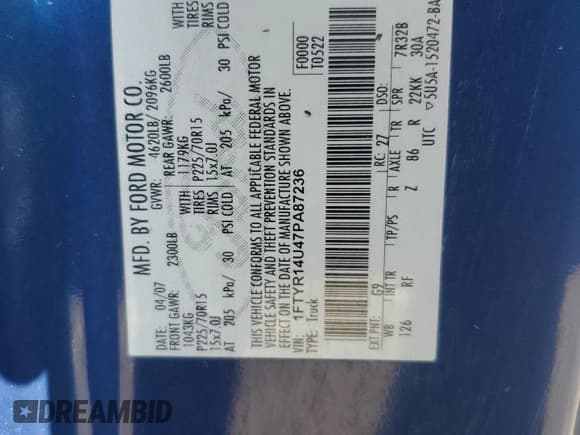 MFD. BY FORD MOTOR CO.
DATE: 04/07 GVWR: 4620LB/ 2096KG
FRONT GAWR: 2300LB REAR GAWR: 2600LB
1043KG WITH 1179KG WITH
P225/70R15 TIRES P225/70R15 TIRES
15x7.0J RIMS 15x7.0J RIMS
AT 205 kPa/ 30 PSI COLD AT 205 kPa/ 30 PSI COLD
THIS VEHICLE CONFORMS TO ALL APPLICABLE FEDERAL MOTOR
VEHICLE SAFETY AND THEFT PREVENTION STANDARDS IN
EFFECT ON THE DATE OF MANUFACTURE SHOWN ABOVE.
VIN: 1FTYR14U47PA87236
TYPE: Truck
F0000
T0522
EXT PNT: G9 RC: 27 DSO:
WB INT TR TP/PS R AXLE TR SPR 7R32B
126 RF Z 86 R 22KK 30A
UTC ▽5U5A-1520472-BA
DREAMBID